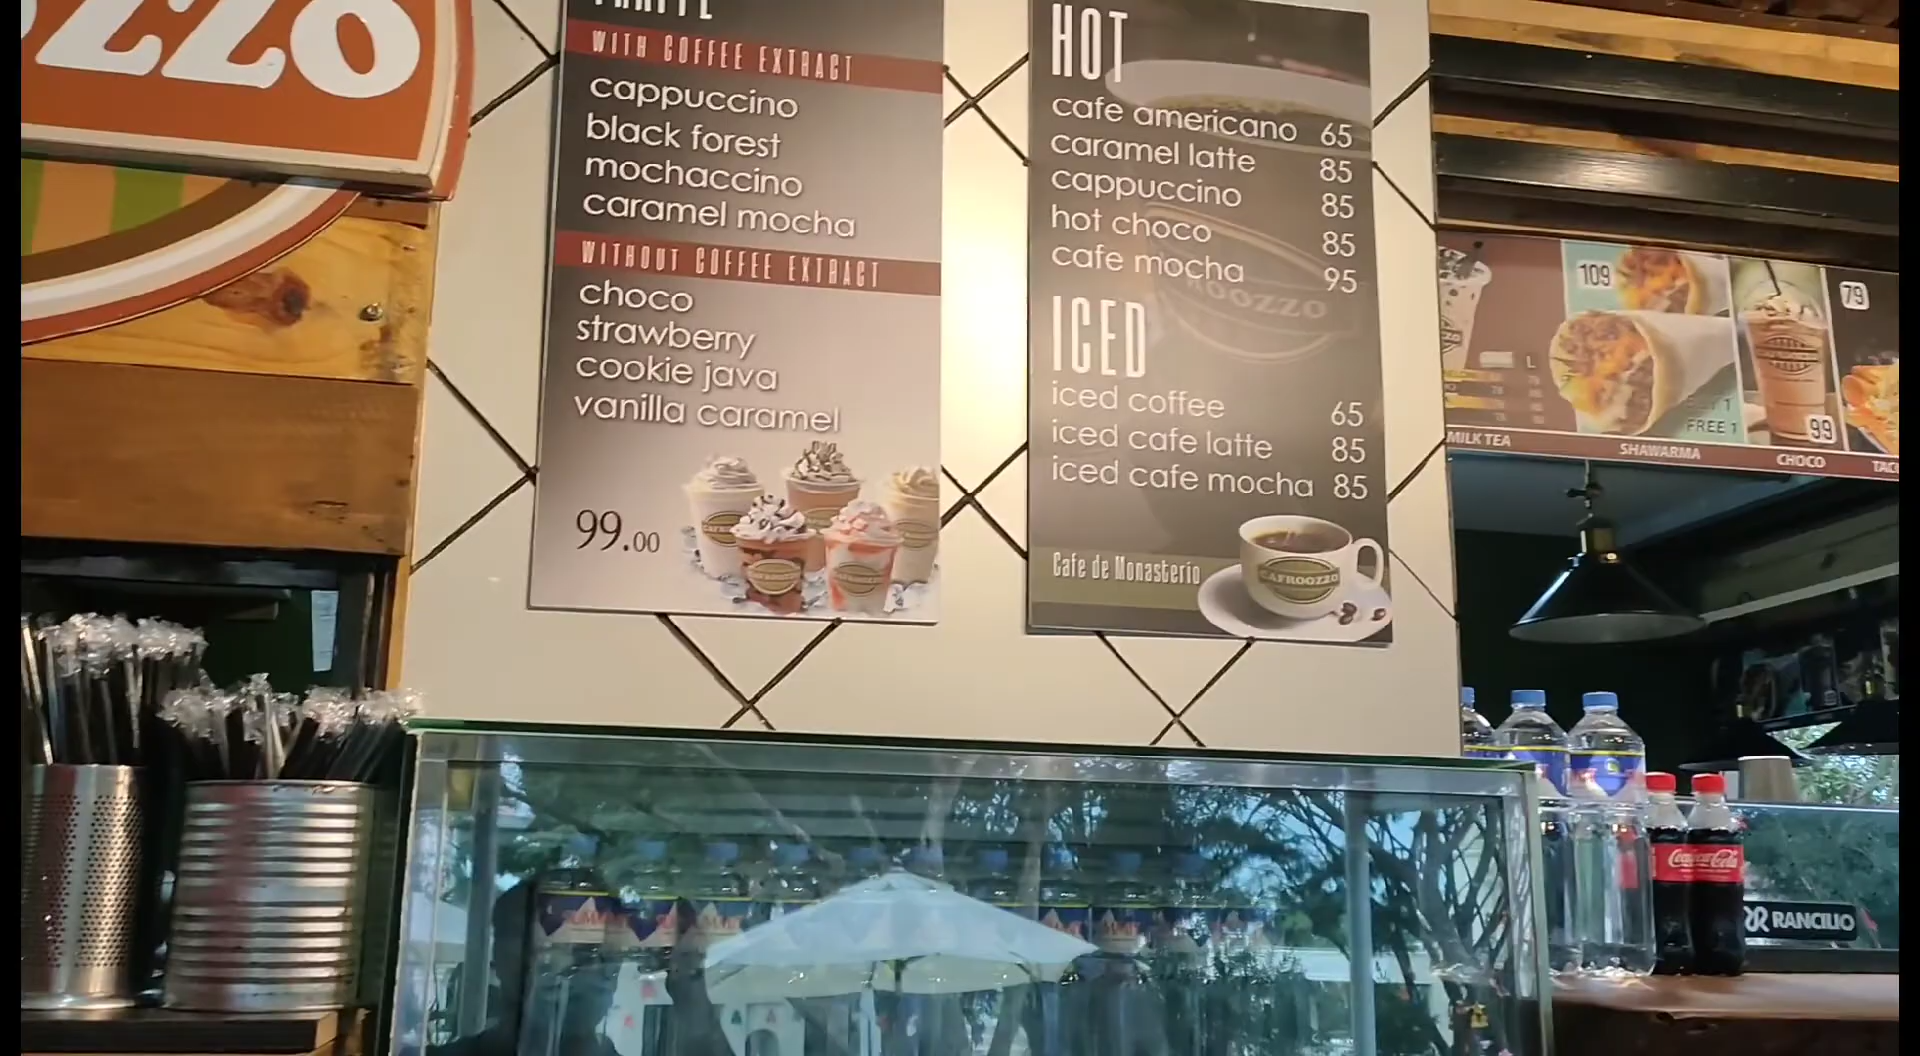 ZZO
WITH COFFEE EXTRACT
cappuccino
black forest
mochaccino
caramel mocha
WITHOUT COFFEE EXTRACT
choco
strawberry
cookie java
vanilla caramel
99.00
CAFROOZZO
HOT
cafe americano 65
caramel latte 85
cappuccino 85
hot choco 85
cafe mocha 95
ICED
iced coffee 65
iced cafe latte 85
iced cafe mocha 85
Cafe de Monasterio
CAFROOZZO
109
FREE 1
99
79
L
MILK TEA
SHAWARMA
CHOCO
Coca-Cola
RANCILIO
SUMMIT